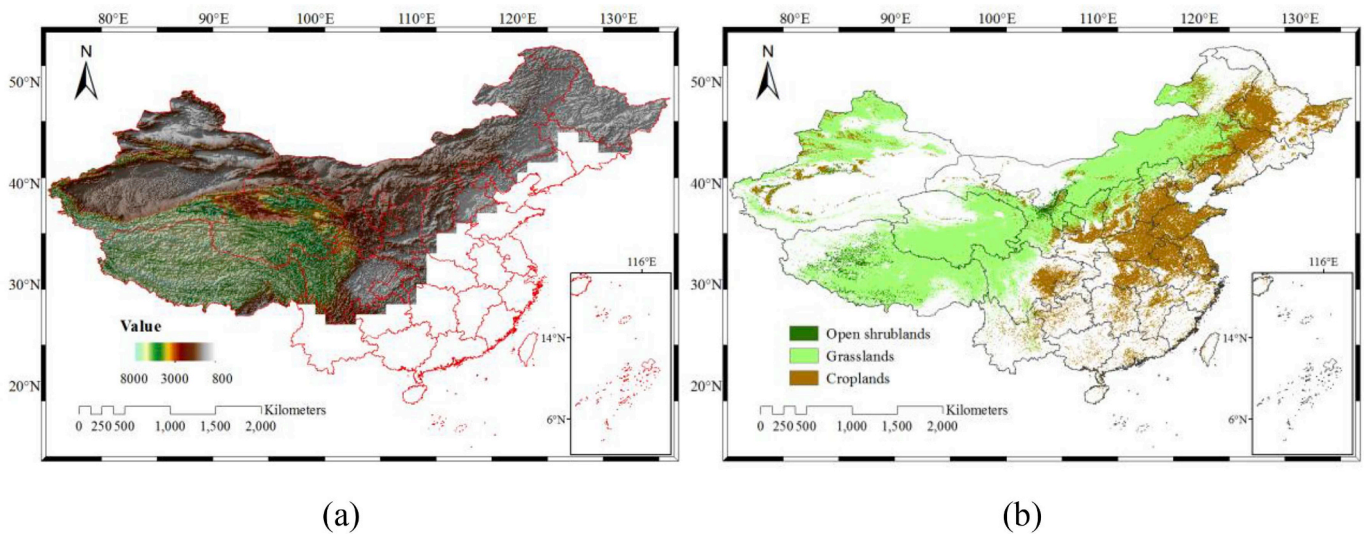 80°E 90°E 100°E 110°E 120°E 130°E
N
50°N
40°N
30°N
20°N
Value
8000 3000 800
Kilometers
0 250 500 1,000 1,500 2,000
116°E
14°N
6°N
(a)
80°E 90°E 100°E 110°E 120°E 130°E
N
50°N
40°N
30°N
20°N
Open shrublands
Grasslands
Croplands
Kilometers
0 250 500 1,000 1,500 2,000
116°E
14°N
6°N
(b)